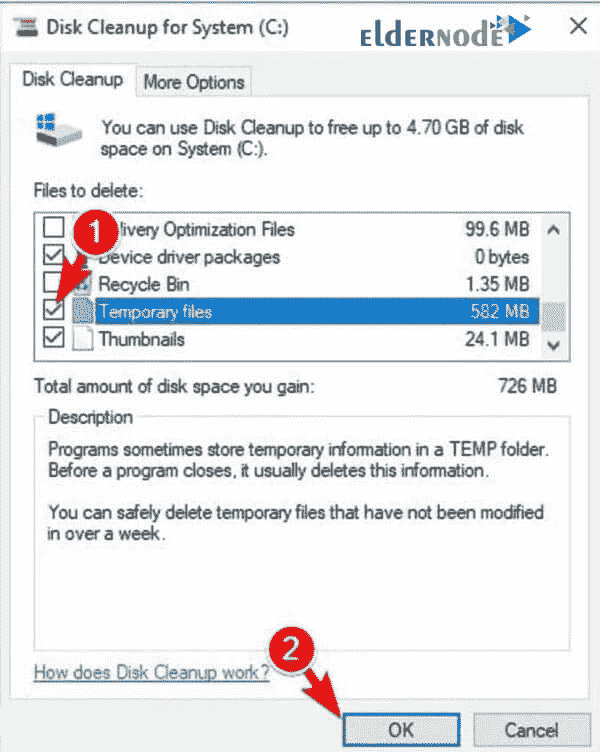 Disk Cleanup for System (C:)
ELDERNODE
Disk Cleanup
More Options
You can use Disk Cleanup to free up to 4.70 GB of disk
space on System (C:).
Files to delete:
livery Optimization Files 99.6 MB
Device driver packages 0 bytes
Recycle Bin 1.35 MB
Temporary files 582 MB
Thumbnails 24.1 MB
1
Total amount of disk space you gain: 726 MB
Description
Programs sometimes store temporary information in a TEMP folder.
Before a program closes, it usually deletes this information.
You can safely delete temporary files that have not been modified
in over a week.
2
How does Disk Cleanup work?
OK Cancel